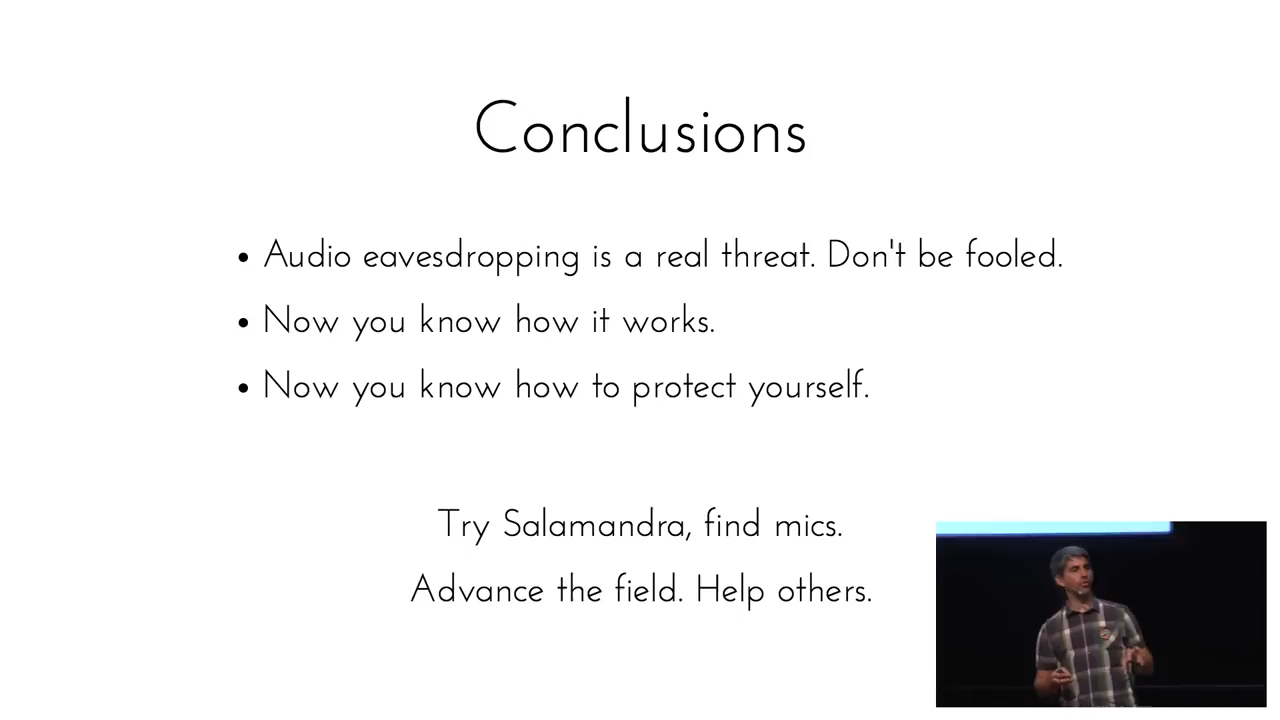 Conclusions
• Audio eavesdropping is a real threat. Don't be fooled.
• Now you know how it works.
• Now you know how to protect yourself.
Try Salamandra, find mics.
Advance the field. Help others.